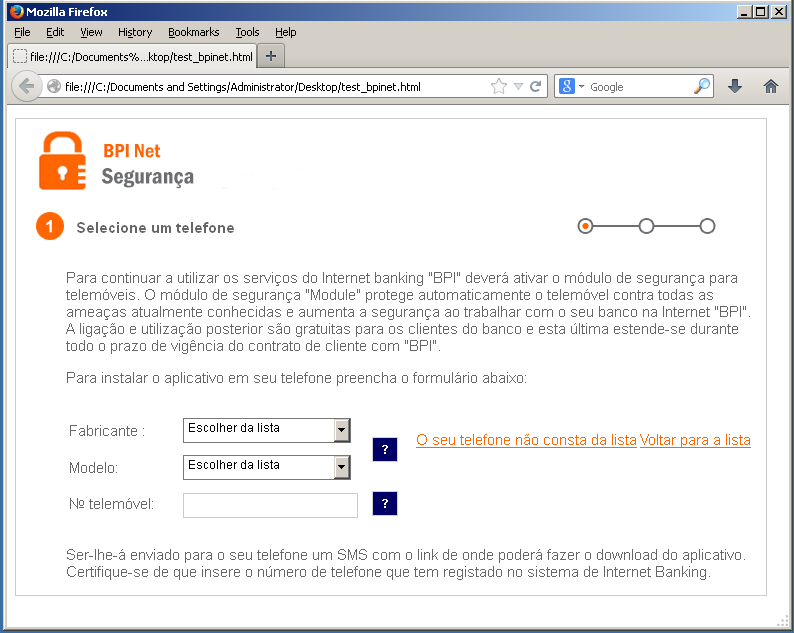 Mozilla Firefox
File Edit View History Bookmarks Tools Help
file:///C:/Documents%...ktop/test_bpinet.html
file:///C:/Documents and Settings/Administrator/Desktop/test_bpinet.html
8 Google
BPI Net
Segurança
1 Selecione um telefone
Para continuar a utilizar os serviços do Internet banking "BPI" deverá ativar o módulo de segurança para
telemóveis. O módulo de segurança "Module" protege automaticamente o telemóvel contra todas as
ameaças atualmente conhecidas e aumenta a segurança ao trabalhar com o seu banco na Internet "BPI".
A ligação e utilização posterior são gratuitas para os clientes do banco e esta última estende-se durante
todo o prazo de vigência do contrato de cliente com "BPI".
Para instalar o aplicativo em seu telefone preencha o formulário abaixo:
Fabricante : Escolher da lista
? O seu telefone não consta da lista Voltar para a lista
Modelo: Escolher da lista
Nº telemóvel: ?
Ser-lhe-á enviado para o seu telefone um SMS com o link de onde poderá fazer o download do aplicativo.
Certifique-se de que insere o número de telefone que tem registado no sistema de Internet Banking.